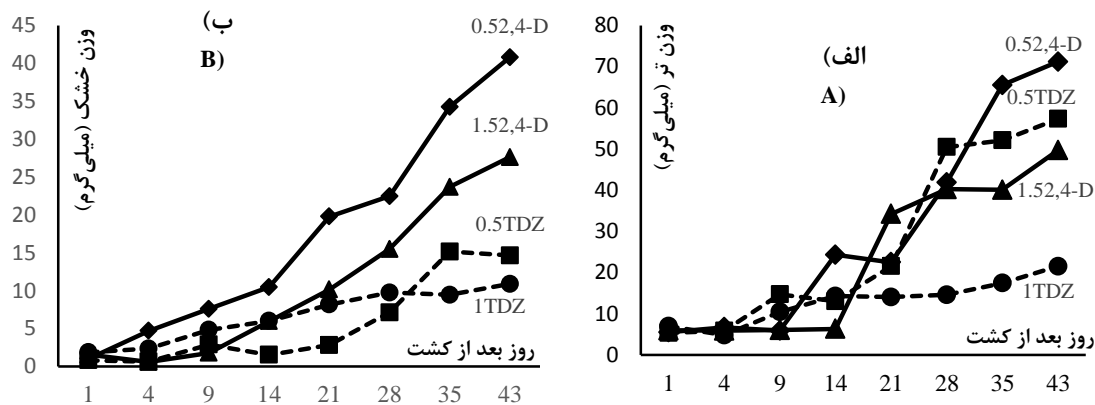 الف)
A)
وزن تر (میلی‌گرم)
80
70
60
50
40
30
20
10
0
0.52,4-D
0.5TDZ
1.52,4-D
1TDZ
روز بعد از کشت
1 4 9 14 21 28 35 43
ب)
B)
وزن خشک (میلی‌گرم)
45
40
35
30
25
20
15
10
5
0
0.52,4-D
1.52,4-D
0.5TDZ
1TDZ
روز بعد از کشت
1 4 9 14 21 28 35 43